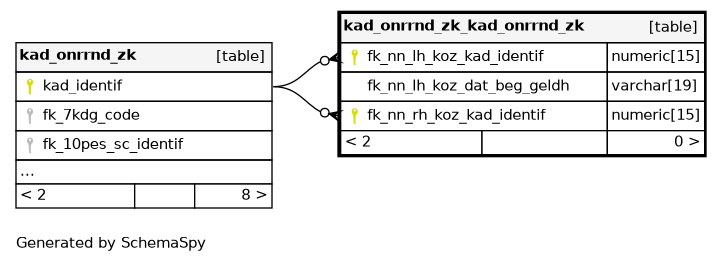 kad_onrrnd_zk [table]
kad_identif
fk_7kdg_code
fk_10pes_sc_identif
...
< 2 8 >
kad_onrrnd_zk_kad_onrrnd_zk [table]
fk_nn_lh_koz_kad_identif numeric[15]
fk_nn_lh_koz_dat_beg_geldh varchar[19]
fk_nn_rh_koz_kad_identif numeric[15]
< 2 0 >
Generated by SchemaSpy